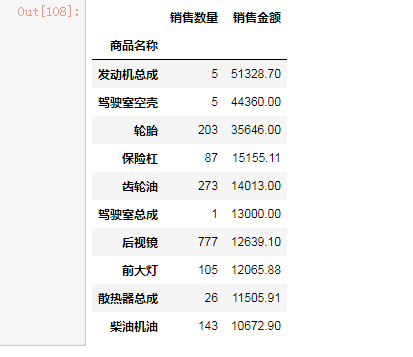 Out[108]:
销售数量 销售金额
商品名称
发动机总成 5 51328.70
驾驶室空壳 5 44360.00
轮胎 203 35646.00
保险杠 87 15155.11
齿轮油 273 14013.00
驾驶室总成 1 13000.00
后视镜 777 12639.10
前大灯 105 12065.88
散热器总成 26 11505.91
柴油机油 143 10672.90